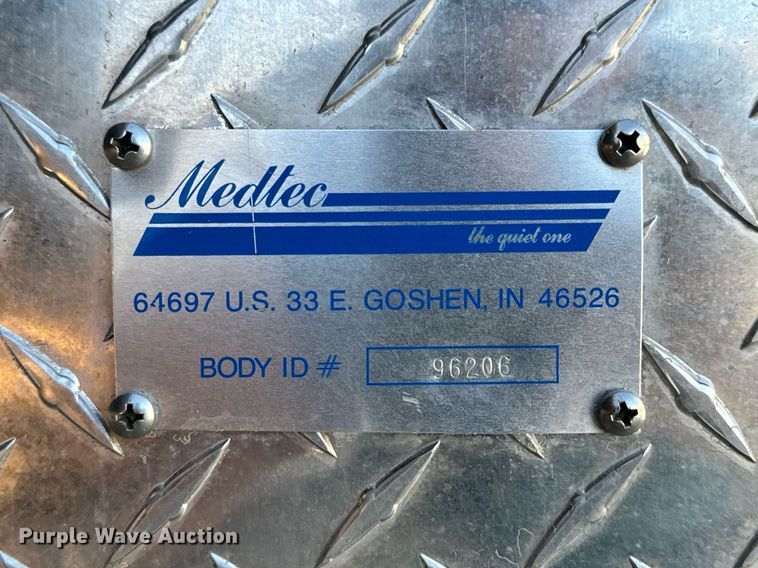 Medtec
the quiet one
64697 U.S. 33 E. GOSHEN, IN 46526
BODY ID # 96206
Purple Wave Auction